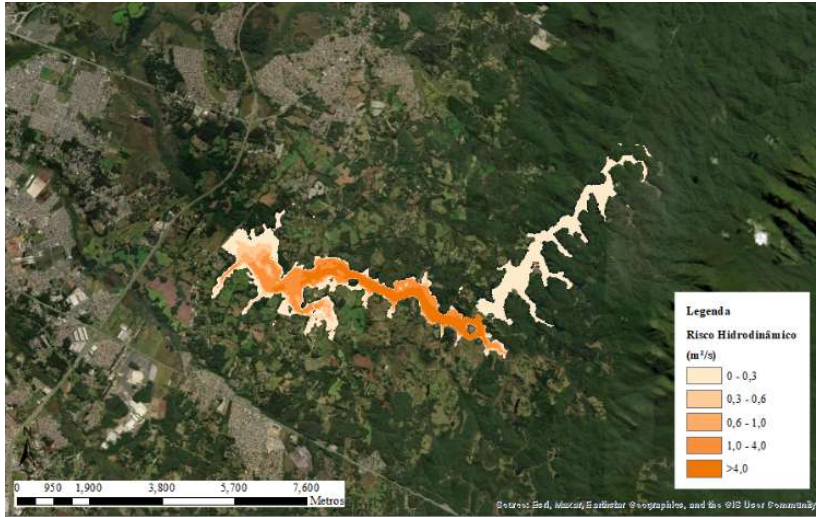 Legenda
Risco Hidrodinâmico
(m²/s)
0 - 0,3
0,3 - 0,6
0,6 - 1,0
1,0 - 4,0
>4,0
0 950 1,900 3,800 5,700 7,600
Metros
Source: Esri, Maxar, Earthstar Geographics, and the GIS User Community